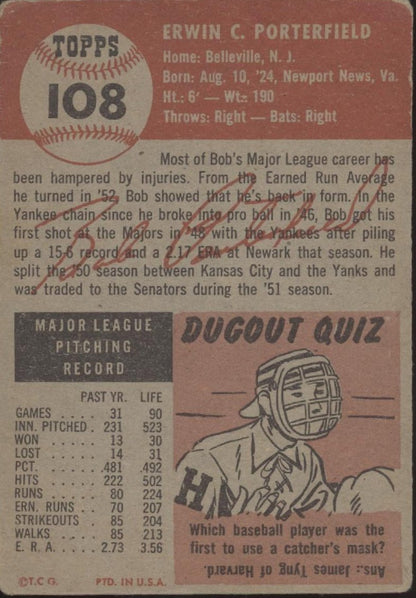 TOPPS
108
ERWIN C. PORTERFIELD
Home: Belleville, N. J.
Born: Aug. 10, '24, Newport News, Va.
Ht.: 6' — Wt.: 190
Throws: Right — Bats: Right
Most of Bob's Major League career has
been hampered by injuries. From the Earned Run Average
he turned in '52, Bob showed that he's back in form. In the
Yankee Chain since he broke into pro ball in '46, Bob got his
first shot at the Majors in '48 with the Yankees after piling
up a 15-6 record and a 2.17 ERA at Newark that season. He
split the '50 season between Kansas City and the Yanks and
was traded to the Senators during the '51 season.
Bob Porterfield
MAJOR LEAGUE
PITCHING
RECORD
PAST YR. LIFE
GAMES . . . . . 31 90
INN. PITCHED . 231 523
WON . . . . . 13 30
LOST . . . . . 14 31
PCT. . . . . . .481 .492
HITS . . . . . 222 502
RUNS . . . . . 80 224
ERN. RUNS . . . 70 207
STRIKEOUTS . . 85 204
WALKS . . . . 85 213
E. R. A. . . . . 2.73 3.56
©T.C.G. PTD. IN U.S.A.
DUGOUT QUIZ
H
Which baseball player was the
first to use a catcher's mask?
Ans.: James Tyng of Harvard.